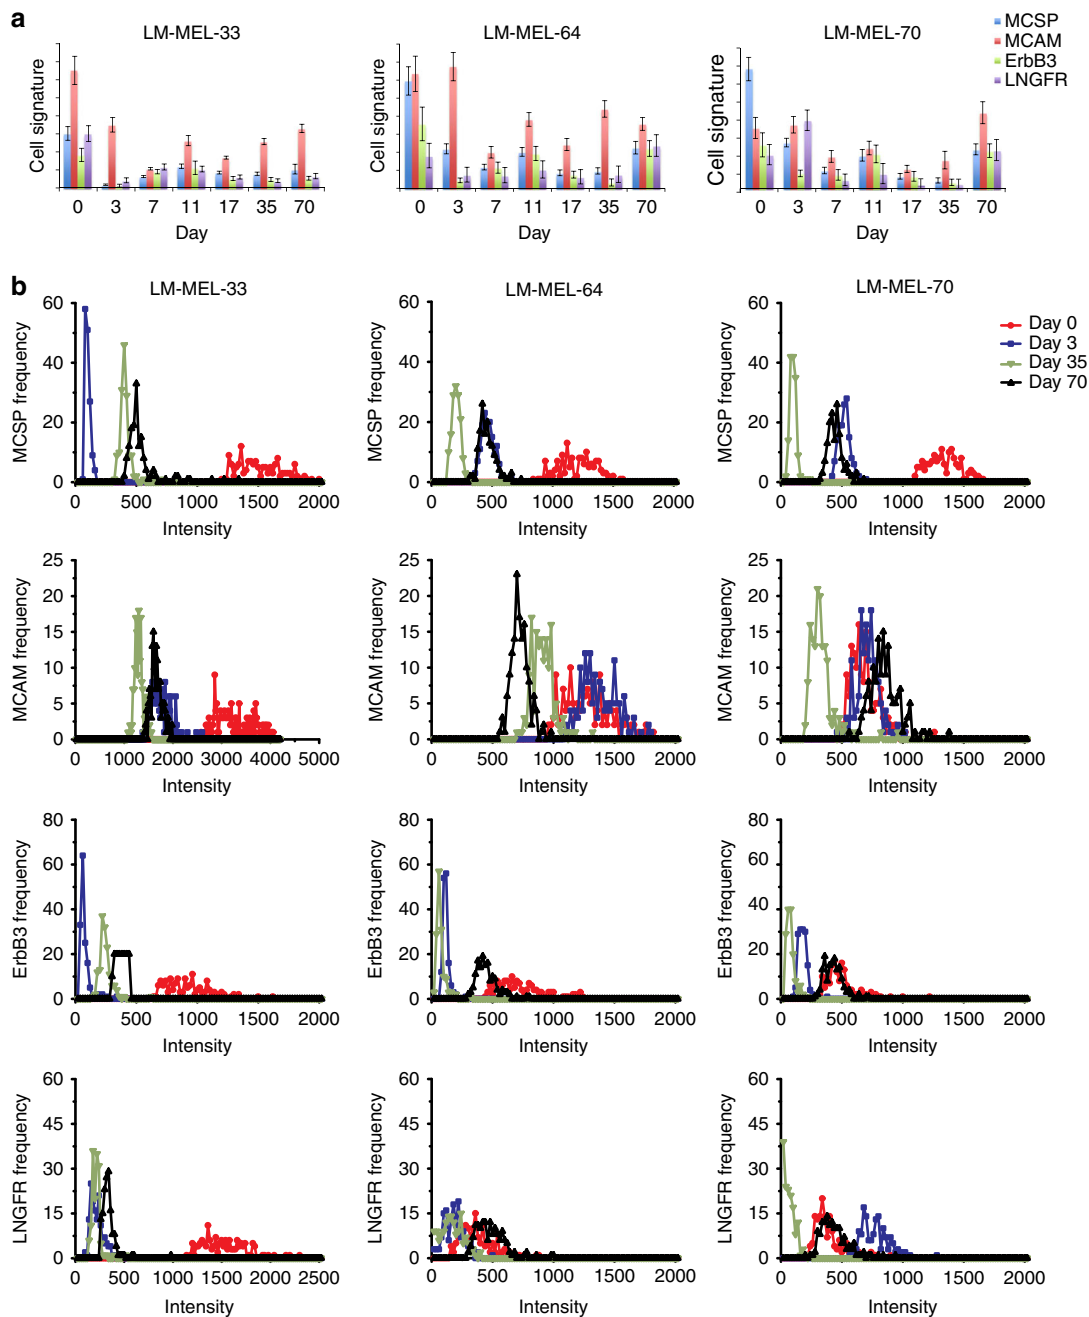 a
LM-MEL-33
LM-MEL-64
LM-MEL-70
MCSP
MCAM
ErbB3
LNGFR
Cell signature
0 3 7 11 17 35 70
Day
Cell signature
0 3 7 11 17 35 70
Day
Cell signature
0 3 7 11 17 35 70
Day
b
LM-MEL-33
LM-MEL-64
LM-MEL-70
Day 0
Day 3
Day 35
Day 70
MCSP frequency
60
40
20
0
0 500 1000 1500 2000
Intensity
MCSP frequency
60
40
20
0
0 500 1000 1500 2000
Intensity
MCSP frequency
60
40
20
0
0 500 1000 1500 2000
Intensity
MCAM frequency
25
20
15
10
5
0
0 1000 2000 3000 4000 5000
Intensity
MCAM frequency
25
20
15
10
5
0
0 500 1000 1500 2000
Intensity
MCAM frequency
25
20
15
10
5
0
0 500 1000 1500 2000
Intensity
ErbB3 frequency
80
60
40
20
0
0 500 1000 1500 2000
Intensity
ErbB3 frequency
80
60
40
20
0
0 500 1000 1500 2000
Intensity
ErbB3 frequency
80
60
40
20
0
0 500 1000 1500 2000
Intensity
LNGFR frequency
60
45
30
15
0
0 500 1000 1500 2000 2500
Intensity
LNGFR frequency
60
45
30
15
0
0 500 1000 1500 2000
Intensity
LNGFR frequency
60
45
30
15
0
0 500 1000 1500 2000
Intensity